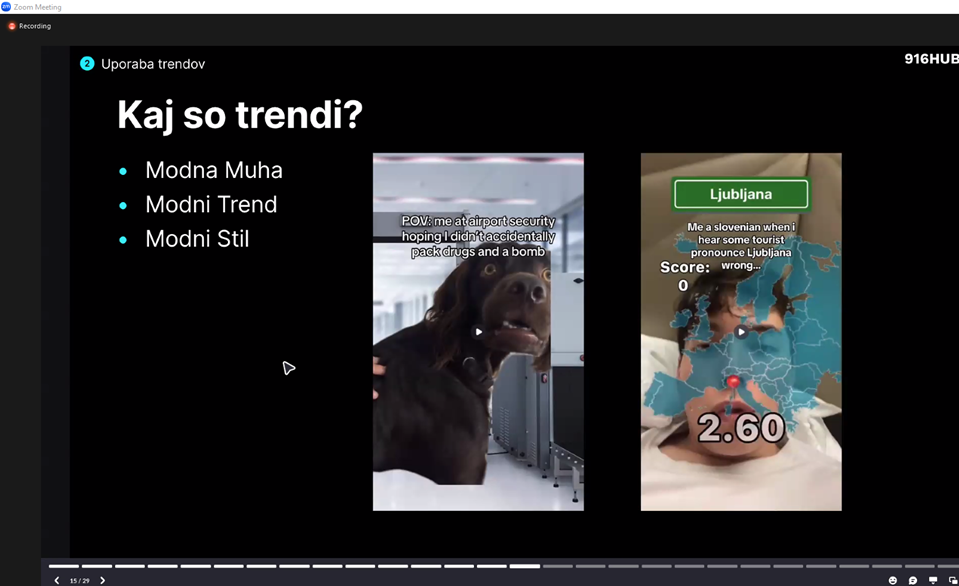 Zoom Meeting
Recording
2 Uporaba trendov
916HUB
Kaj so trendi?
Modna Muha
Modni Trend
Modni Stil
POV: me at airport security
hoping I didn't accidentally
pack drugs and a bomb
Ljubljana
Me a slovenian when i
hear some tourist
pronounce Ljubljana
wrong...
Score:
0
2.60
15 / 29